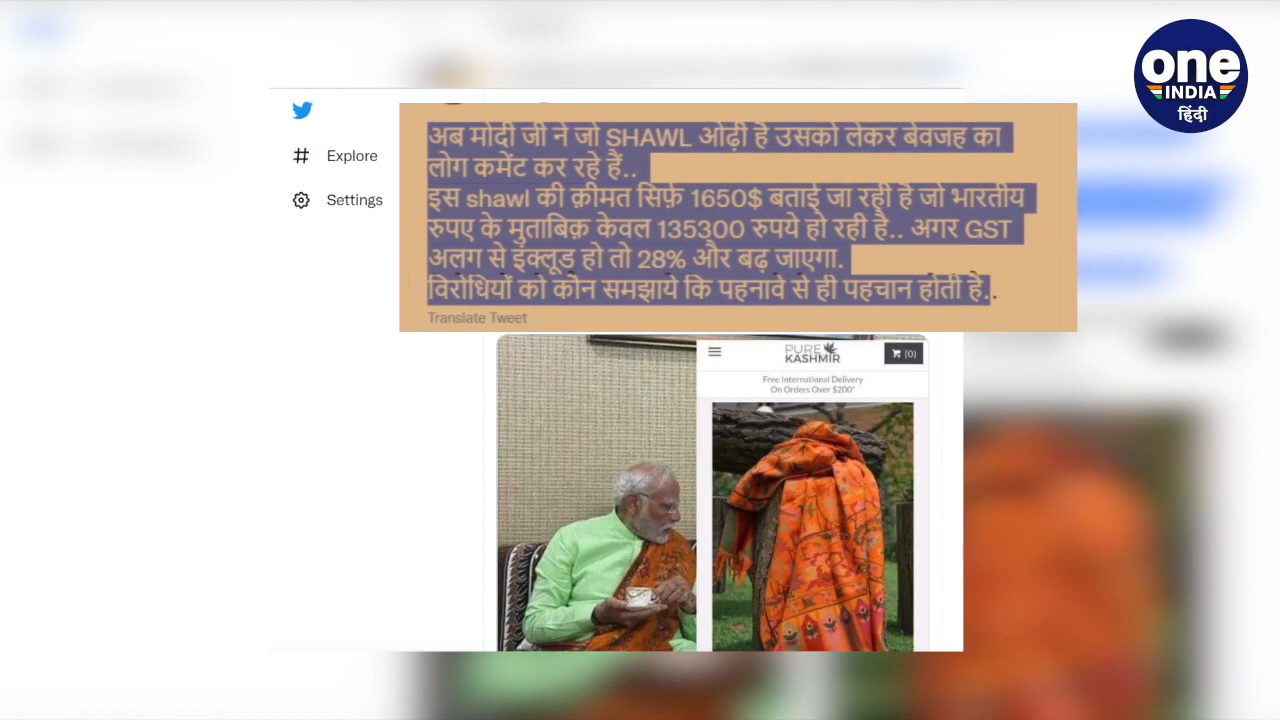 one
INDIA
हिंदी
Explore
Settings
अब मोदी जी ने जो SHAWL ओढ़ी है उसको लेकर बेवजह का
लोग कमेंट कर रहे हैं..
इस shawl की क़ीमत सिर्फ़ 1650$ बताई जा रही है जो भारतीय
रुपए के मुताबिक़ केवल 135300 रुपये हो रही है.. अगर GST
अलग से इंक्लूड हो तो 28% और बढ़ जाएगा.
विरोधियों को कौन समझाये कि पहनावे से ही पहचान होती है..
Translate Tweet
PURE
KASHMIR
(0)
Free International Delivery
On Orders Over $200*